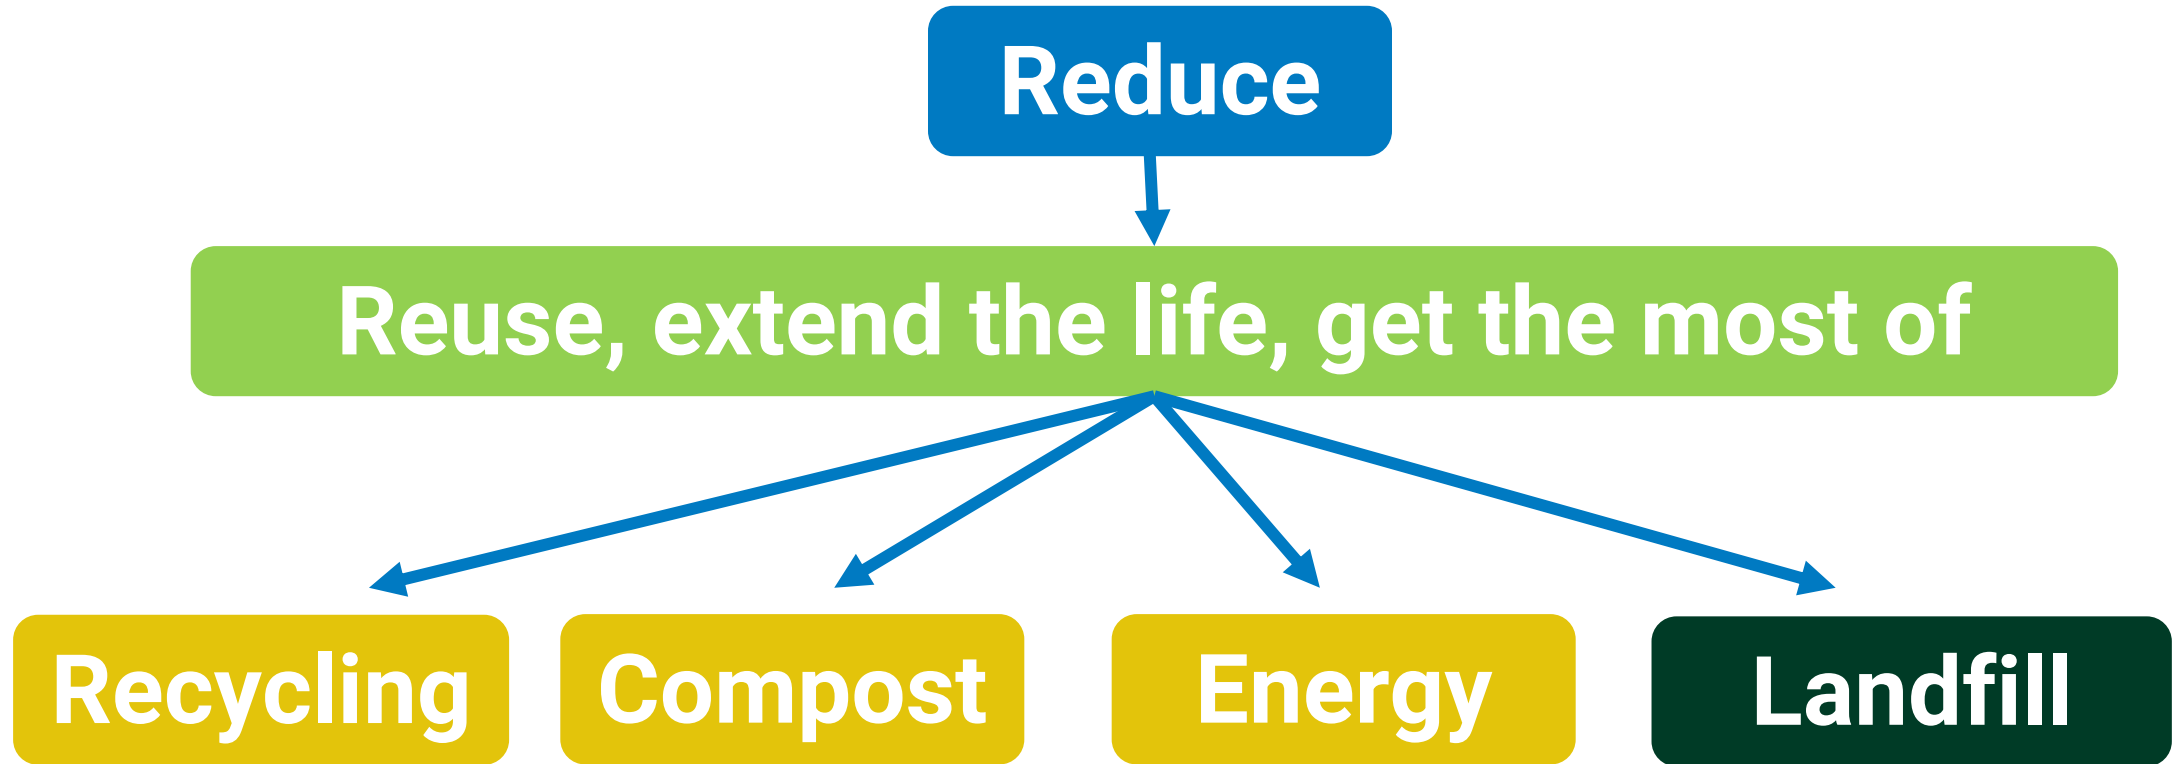 Reduce
Reuse, extend the life, get the most of
Recycling
Compost
Energy
Landfill